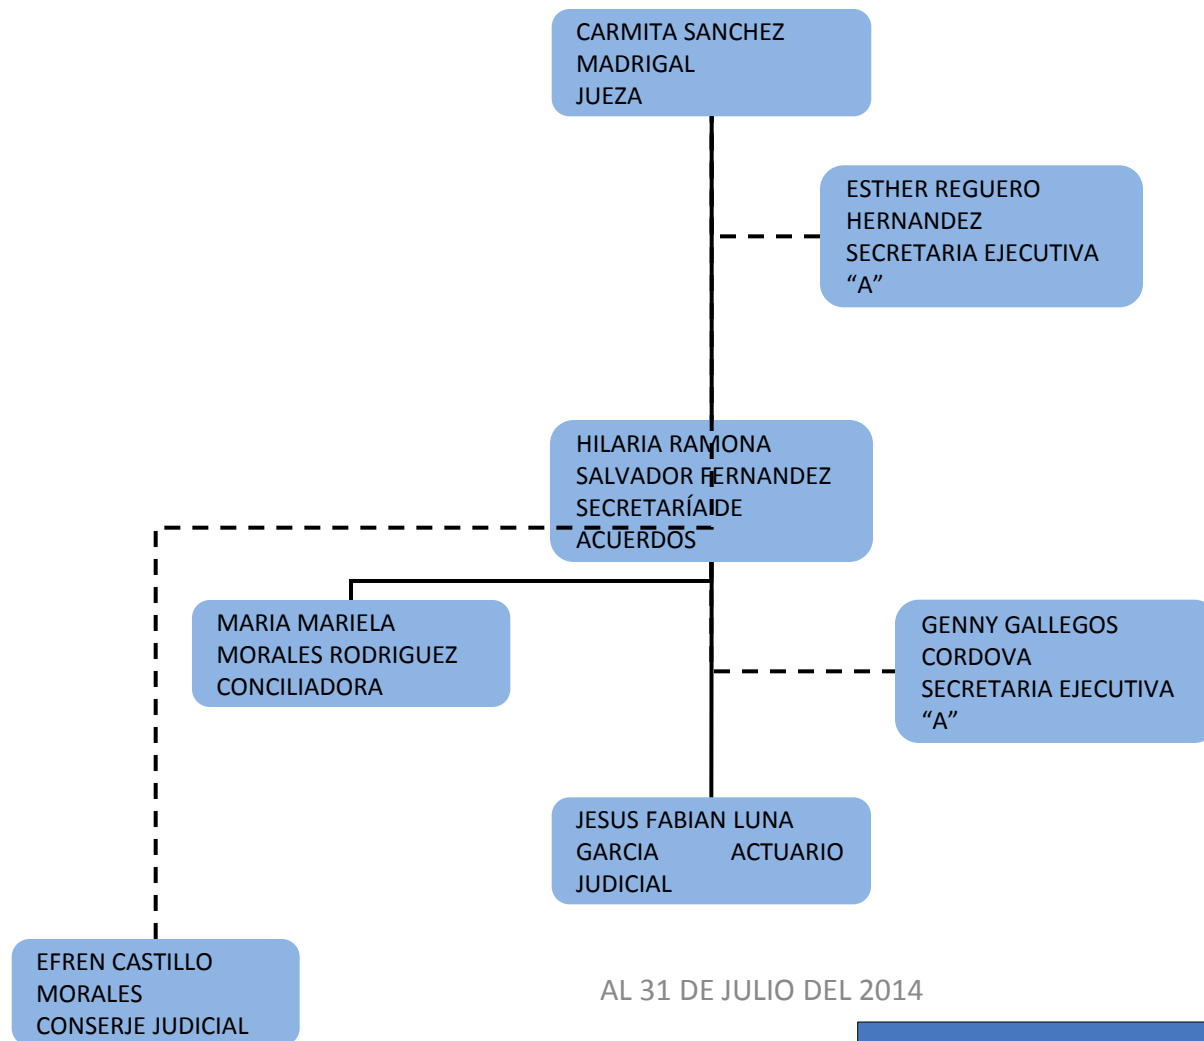 CARMITA SANCHEZ
MADRIGAL
JUEZA
ESTHER REGUERO
HERNANDEZ
SECRETARIA EJECUTIVA
“A”
HILARIA RAMONA
SALVADOR FERNANDEZ
SECRETARÍA DE
ACUERDOS
MARIA MARIELA
MORALES RODRIGUEZ
CONCILIADORA
GENNY GALLEGOS
CORDOVA
SECRETARIA EJECUTIVA
“A”
JESUS FABIAN LUNA
GARCIA ACTUARIO
JUDICIAL
EFREN CASTILLO
MORALES
CONSERJE JUDICIAL
AL 31 DE JULIO DEL 2014